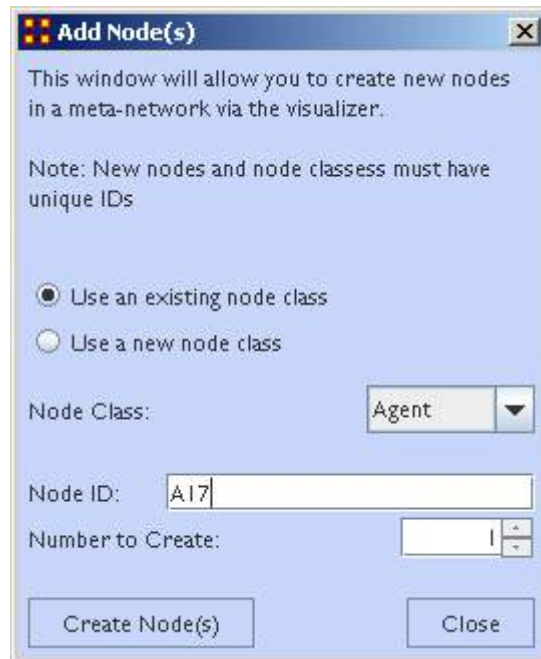 Add Node(s)
This window will allow you to create new nodes
in a meta-network via the visualizer.
Note: New nodes and node classess must have
unique IDs
Use an existing node class
Use a new node class
Node Class: Agent
Node ID: A17
Number to Create: 1
Create Node(s) Close